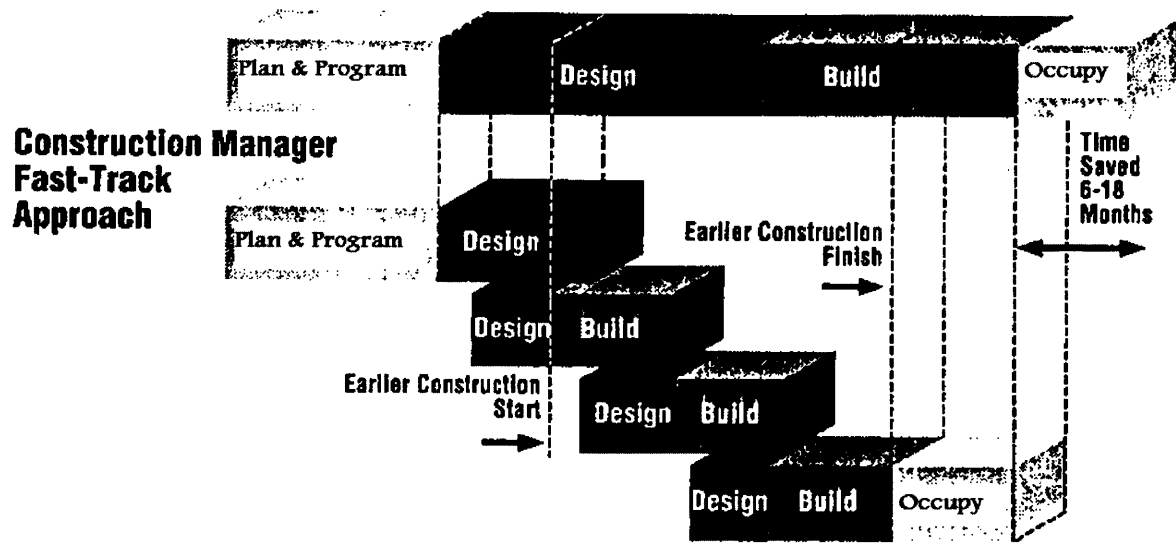 Plan & Program
Design
Build
Occupy
Construction Manager
Fast-Track
Approach
Time
Saved
6-18
Months
Plan & Program
Design
Earlier Construction
Finish
Design
Build
Earlier Construction
Start
Design
Build
Design
Build
Occupy